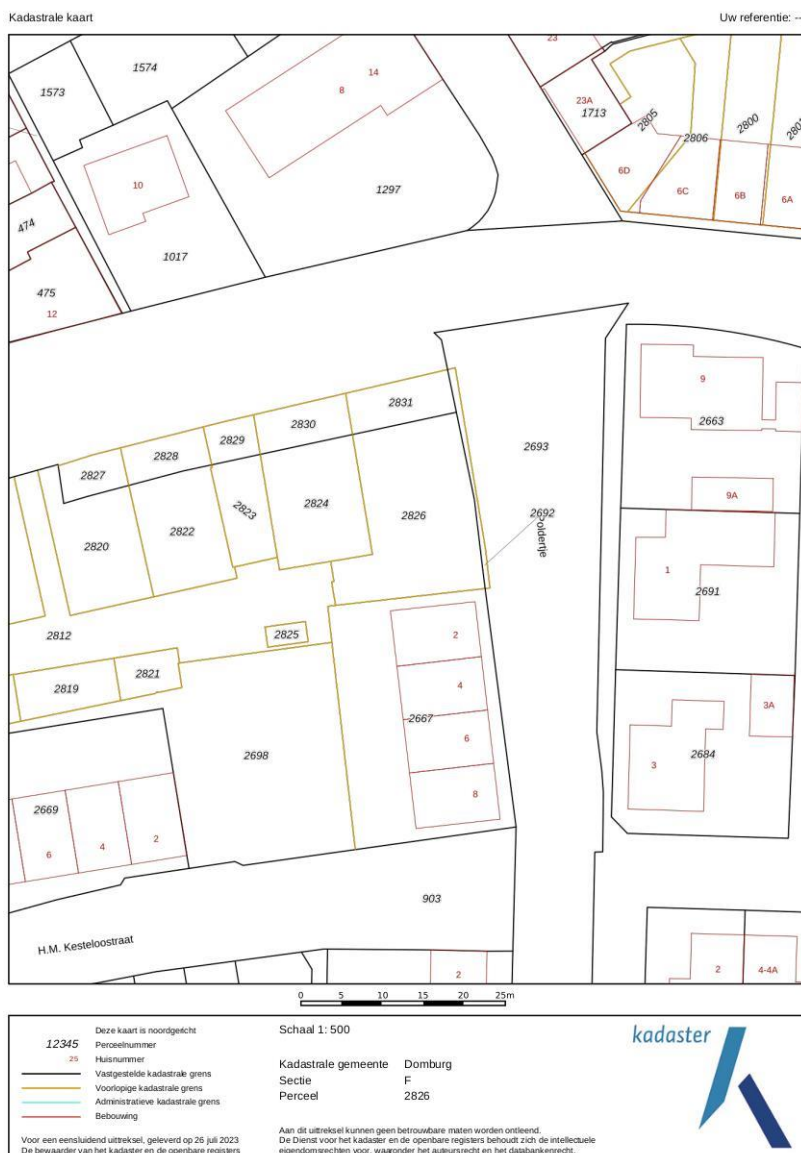 Kadastrale kaart
Uw referentie: --
1573
1574
14
8
23
23A
1713
2805
2806
2800
280
6D
6C
6B
6A
10
1297
474
1017
475
12
9
2663
9A
2831
2830
2829
2828
2827
2693
2692
Poldertje
2824
2823
2826
2822
2820
1
2691
2812
2825
2
2821
2819
4
2667
6
2698
8
3A
3
2684
2669
6
4
2
903
H.M. Kesteloostraat
2
2
4-4A
0 5 10 15 20 25m
Deze kaart is noordgericht
12345 Perceelnummer
25 Huisnummer
Vastgestelde kadastrale grens
Voorlopige kadastrale grens
Administratieve kadastrale grens
Bebouwing
Voor een eensluidend uittreksel, geleverd op 26 juli 2023
De bewaarder van het kadaster en de openbare registers
Schaal 1: 500
Kadastrale gemeente Domburg
Sectie F
Perceel 2826
Aan dit uittreksel kunnen geen betrouwbare maten worden ontleend.
De Dienst voor het kadaster en de openbare registers behoudt zich de intellectuele
eigendomsrechten voor, waaronder het auteursrecht en het databankenrecht.
kadaster